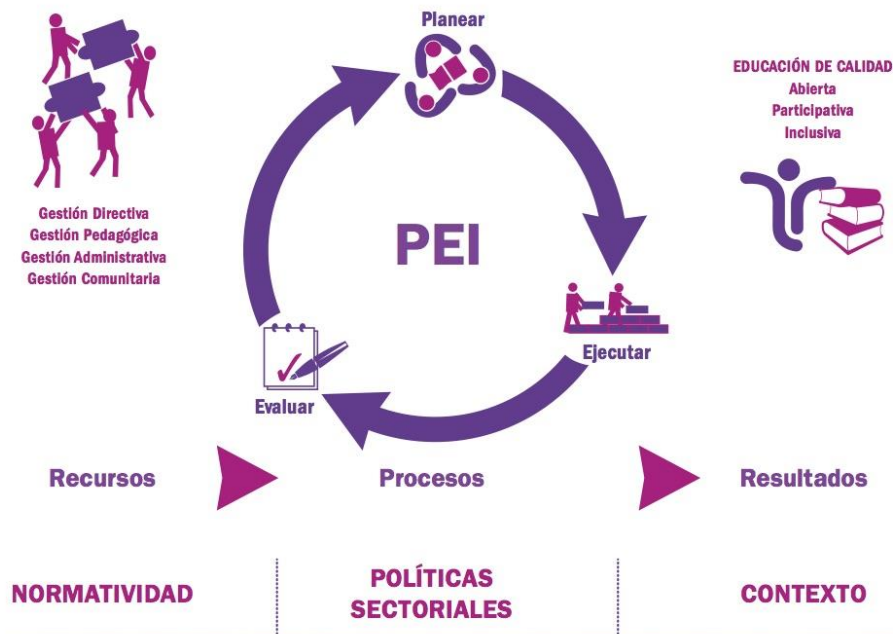 Planear
EDUCACIÓN DE CALIDAD
Abierta
Participativa
Inclusiva
Gestión Directiva
Gestión Pedagógica
Gestión Administrativa
Gestión Comunitaria
PEI
Ejecutar
Evaluar
Recursos
Procesos
Resultados
NORMATIVIDAD
POLÍTICAS
SECTORIALES
CONTEXTO